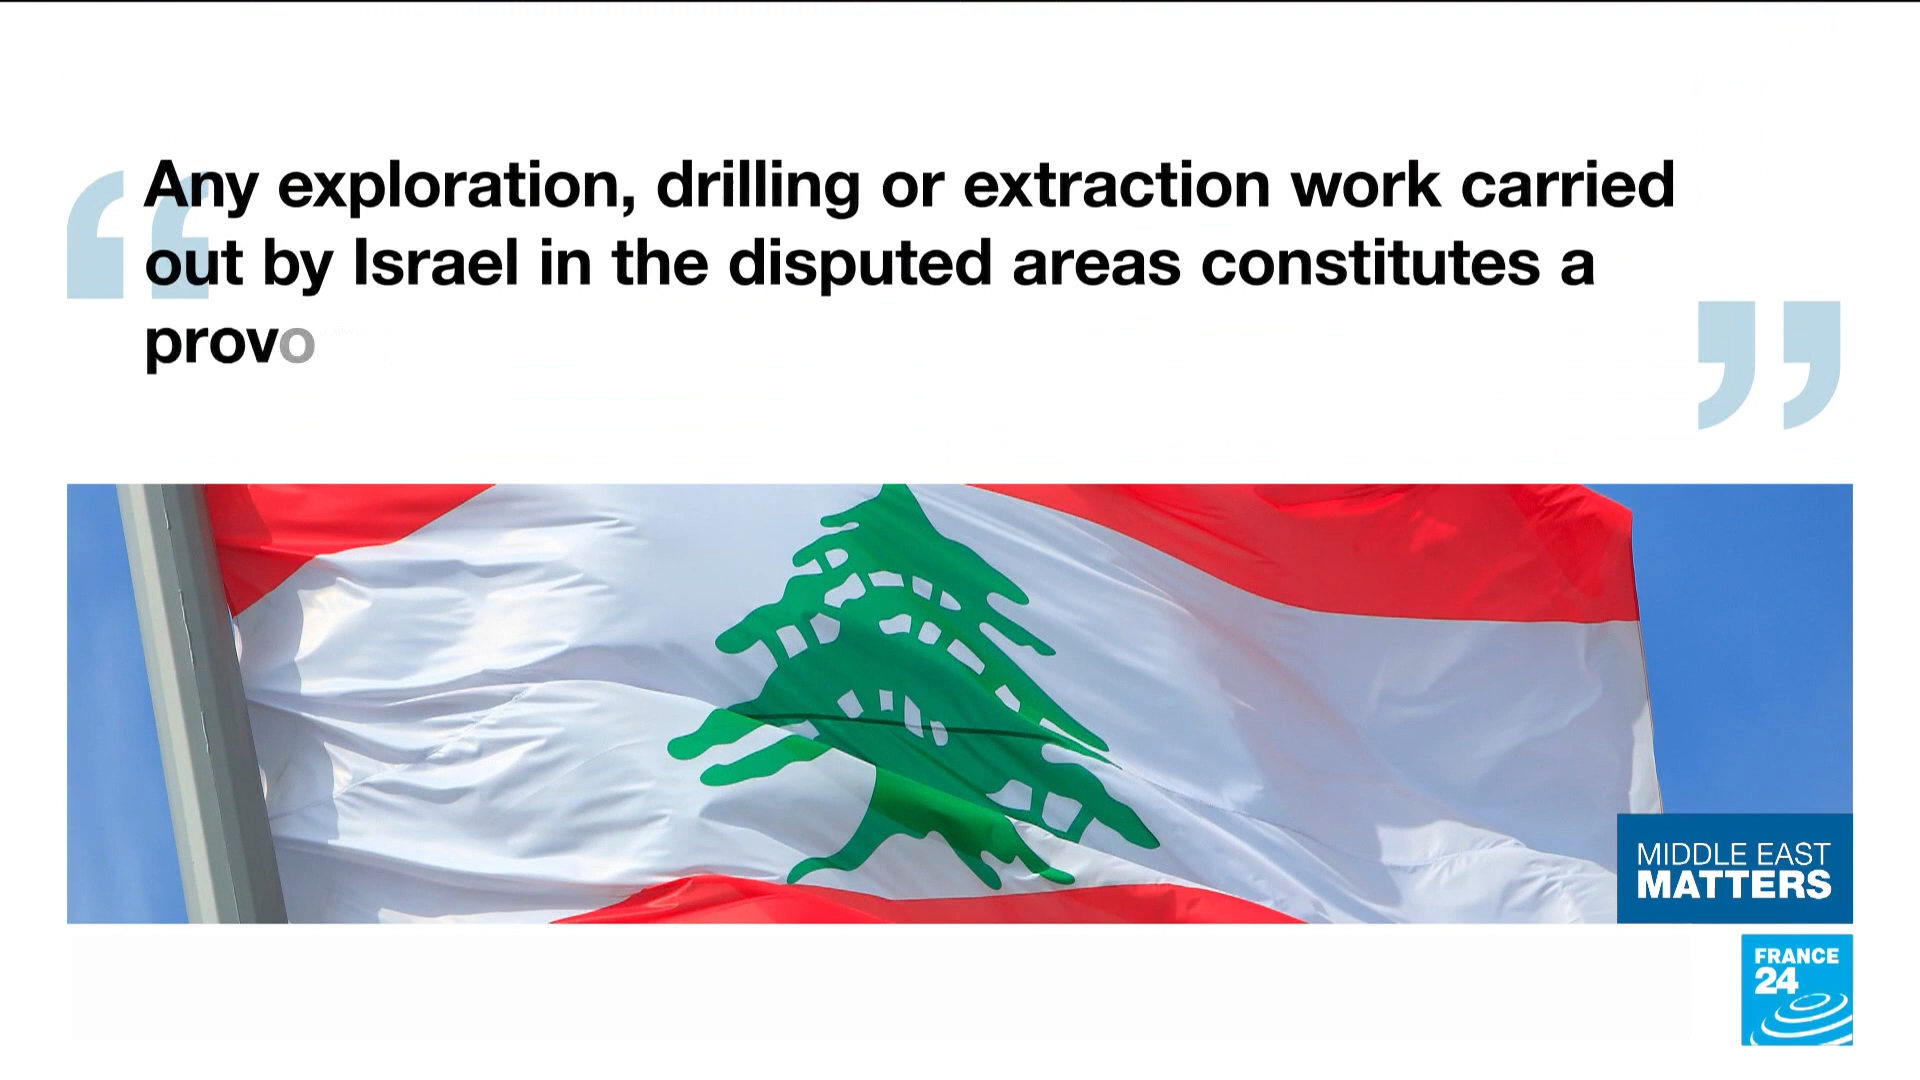 Any exploration, drilling or extraction work carried
out by Israel in the disputed areas constitutes a
provo
MIDDLE EAST
MATTERS
FRANCE
24